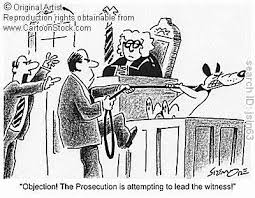 © Original Artist
Reproduction rights obtainable from
www.CartoonStock.com
"Objection! The Prosecution is attempting to lead the witness!"